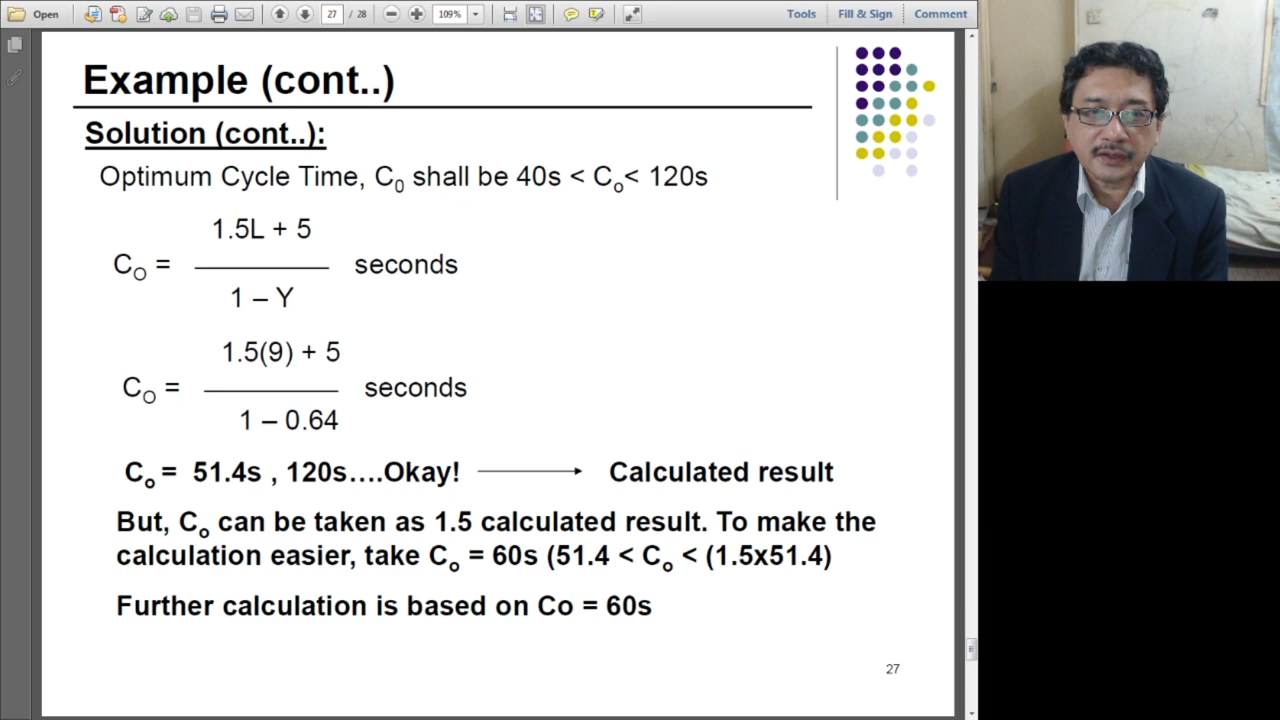 Open
27 / 28
109%
Tools
Fill & Sign
Comment
Example (cont..)
Solution (cont..):
Optimum Cycle Time, C0 shall be 40s < Co< 120s
1.5L + 5
CO = seconds
1 – Y
1.5(9) + 5
CO = seconds
1 – 0.64
Co = 51.4s , 120s….Okay! Calculated result
But, Co can be taken as 1.5 calculated result. To make the
calculation easier, take Co = 60s (51.4 < Co < (1.5x51.4)
Further calculation is based on Co = 60s
27